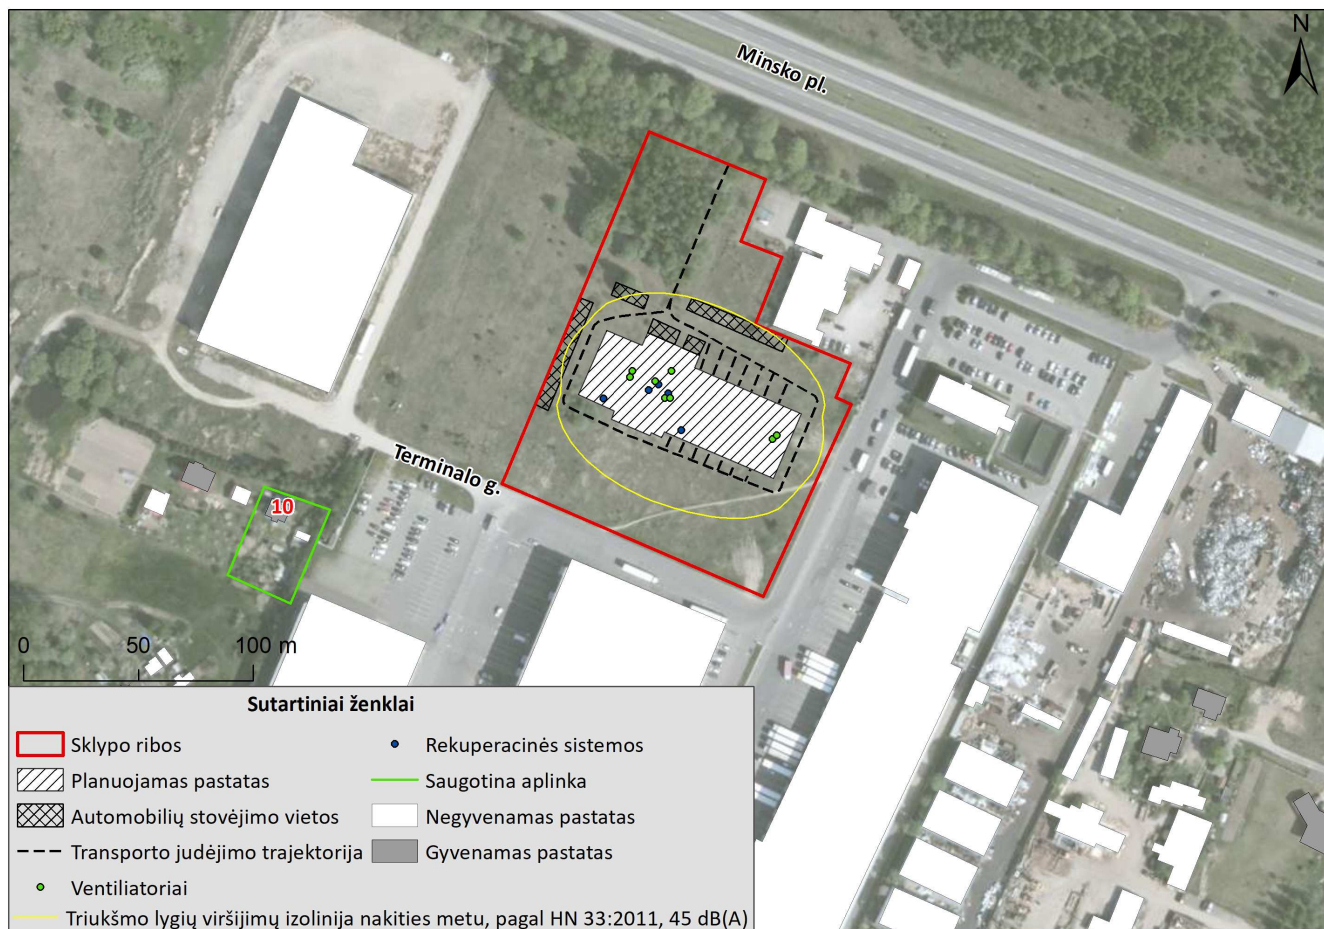 N
Minsko pl.
Terminalo g.
10
0 50 100 m
Sutartiniai ženklai
Sklypo ribos
Rekuperacinės sistemos
Planuojamas pastatas
Saugotina aplinka
Automobilių stovėjimo vietos
Negyvenamas pastatas
Transporto judėjimo trajektorija
Gyvenamas pastatas
Ventiliatoriai
Triukšmo lygių viršijimų izolinija nakities metu, pagal HN 33:2011, 45 dB(A)